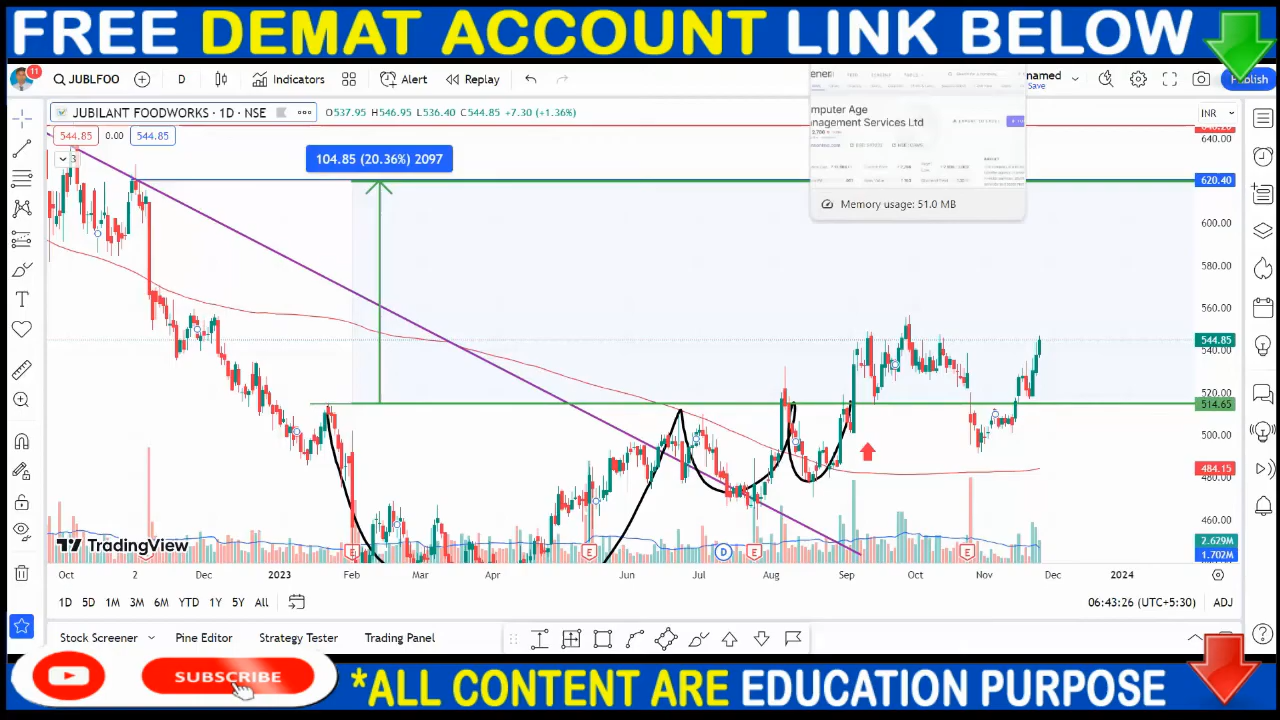 FREE DEMAT ACCOUNT LINK BELOW
11
JUBLFOO
D
Indicators
Alert
Replay
named
Save
Publish
JUBILANT FOODWORKS · 1D · NSE
O537.95 H546.95 L536.40 C544.85 +7.30 (+1.36%)
INR
544.85 0.00 544.85
3
104.85 (20.36%) 2097
mputer Age
nagement Services Ltd
Memory usage: 51.0 MB
640.00
620.40
600.00
580.00
560.00
544.85
540.00
520.00
514.65
500.00
484.15
480.00
460.00
2.629M
1.702M
E E D E E
TradingView
Oct 2 Dec 2023 Feb Mar Apr Jun Jul Aug Sep Oct Nov Dec 2024
1D 5D 1M 3M 6M YTD 1Y 5Y All
06:43:26 (UTC+5:30) ADJ
Stock Screener Pine Editor Strategy Tester Trading Panel
SUBSCRIBE
*ALL CONTENT ARE EDUCATION PURPOSE